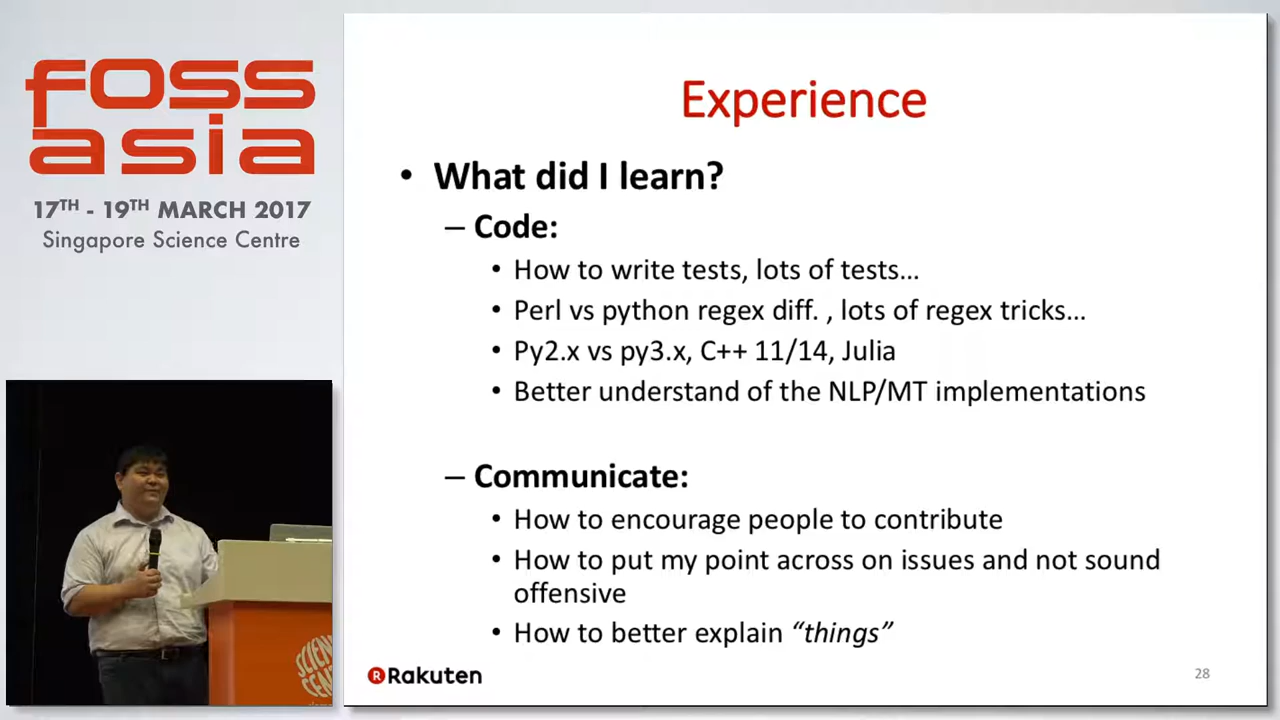 foss
asia
17TH - 19TH MARCH 2017
Singapore Science Centre
Experience
• What did I learn?
– Code:
• How to write tests, lots of tests…
• Perl vs python regex diff. , lots of regex tricks…
• Py2.x vs py3.x, C++ 11/14, Julia
• Better understand of the NLP/MT implementations
– Communicate:
• How to encourage people to contribute
• How to put my point across on issues and not sound
offensive
• How to better explain “things”
R Rakuten
28